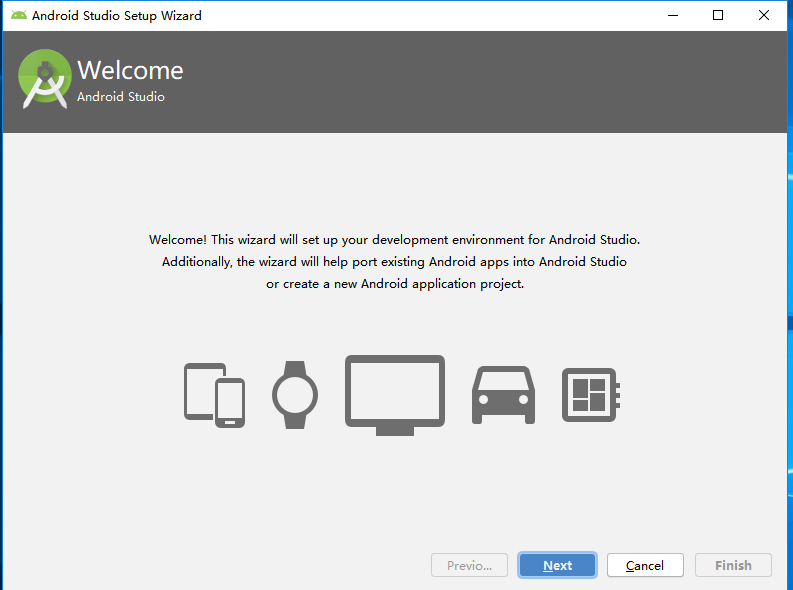 Android Studio Setup Wizard
Welcome
Android Studio
Welcome! This wizard will set up your development environment for Android Studio.
Additionally, the wizard will help port existing Android apps into Android Studio
or create a new Android application project.
Previo... Next Cancel Finish